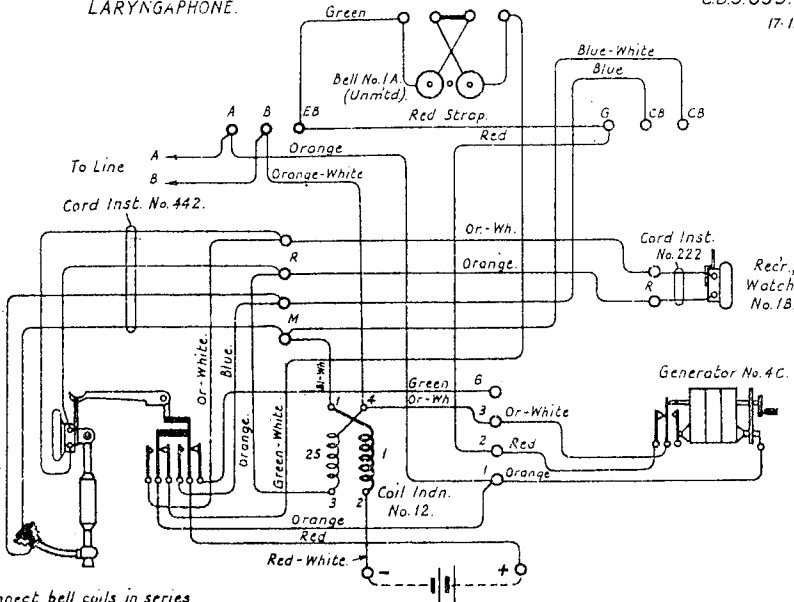 LARYNGAPHONE.
17.1
Green
Bell No.1A.
(Unmtd).
Blue-White
Blue
A
B
EB
Red Strap.
G
CB
CB
Red
To Line
A
B
Orange
Orange-White
Cord Inst. No. 442.
Or.-Wh.
R
Orange.
Cord Inst.
No. 222
R
Rec'r.,
Watch
No. 1B.
M
Or-White.
Blue.
Bl-Wh
Orange.
Green-White
1
4
Green
6
Or-Wh
3
Or-White
Generator No. 4C.
25
1
2
Red
1
Orange
3
2
Coil Indn.
No. 12.
Orange
Red
Red-White.
-
+
nnect bell coils in series